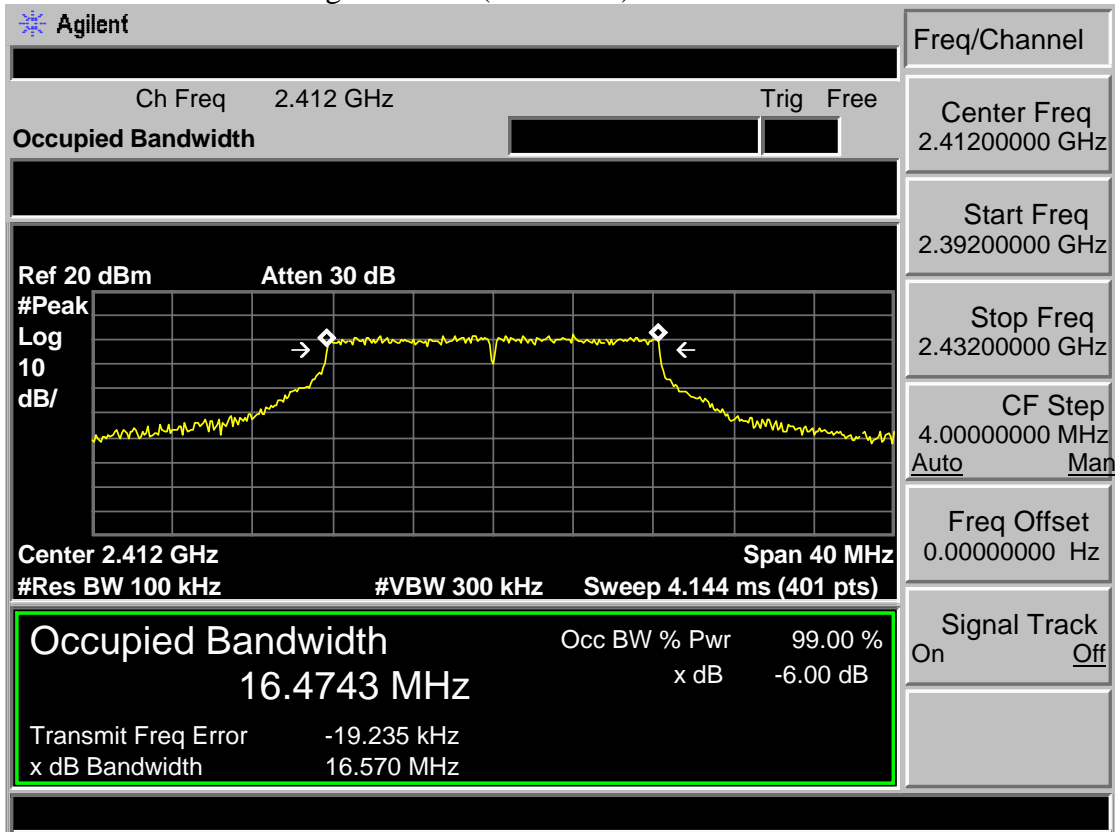 Agilent
Freq/Channel
Ch Freq 2.412 GHz Trig Free
Occupied Bandwidth
Center Freq
2.41200000 GHz
Start Freq
2.39200000 GHz
Stop Freq
2.43200000 GHz
CF Step
4.00000000 MHz
Auto Man
Freq Offset
0.00000000 Hz
Signal Track
On Off
Ref 20 dBm Atten 30 dB
#Peak
Log
10
dB/
Center 2.412 GHz Span 40 MHz
#Res BW 100 kHz #VBW 300 kHz Sweep 4.144 ms (401 pts)
Occupied Bandwidth
16.4743 MHz
Occ BW % Pwr 99.00 %
x dB -6.00 dB
Transmit Freq Error -19.235 kHz
x dB Bandwidth 16.570 MHz